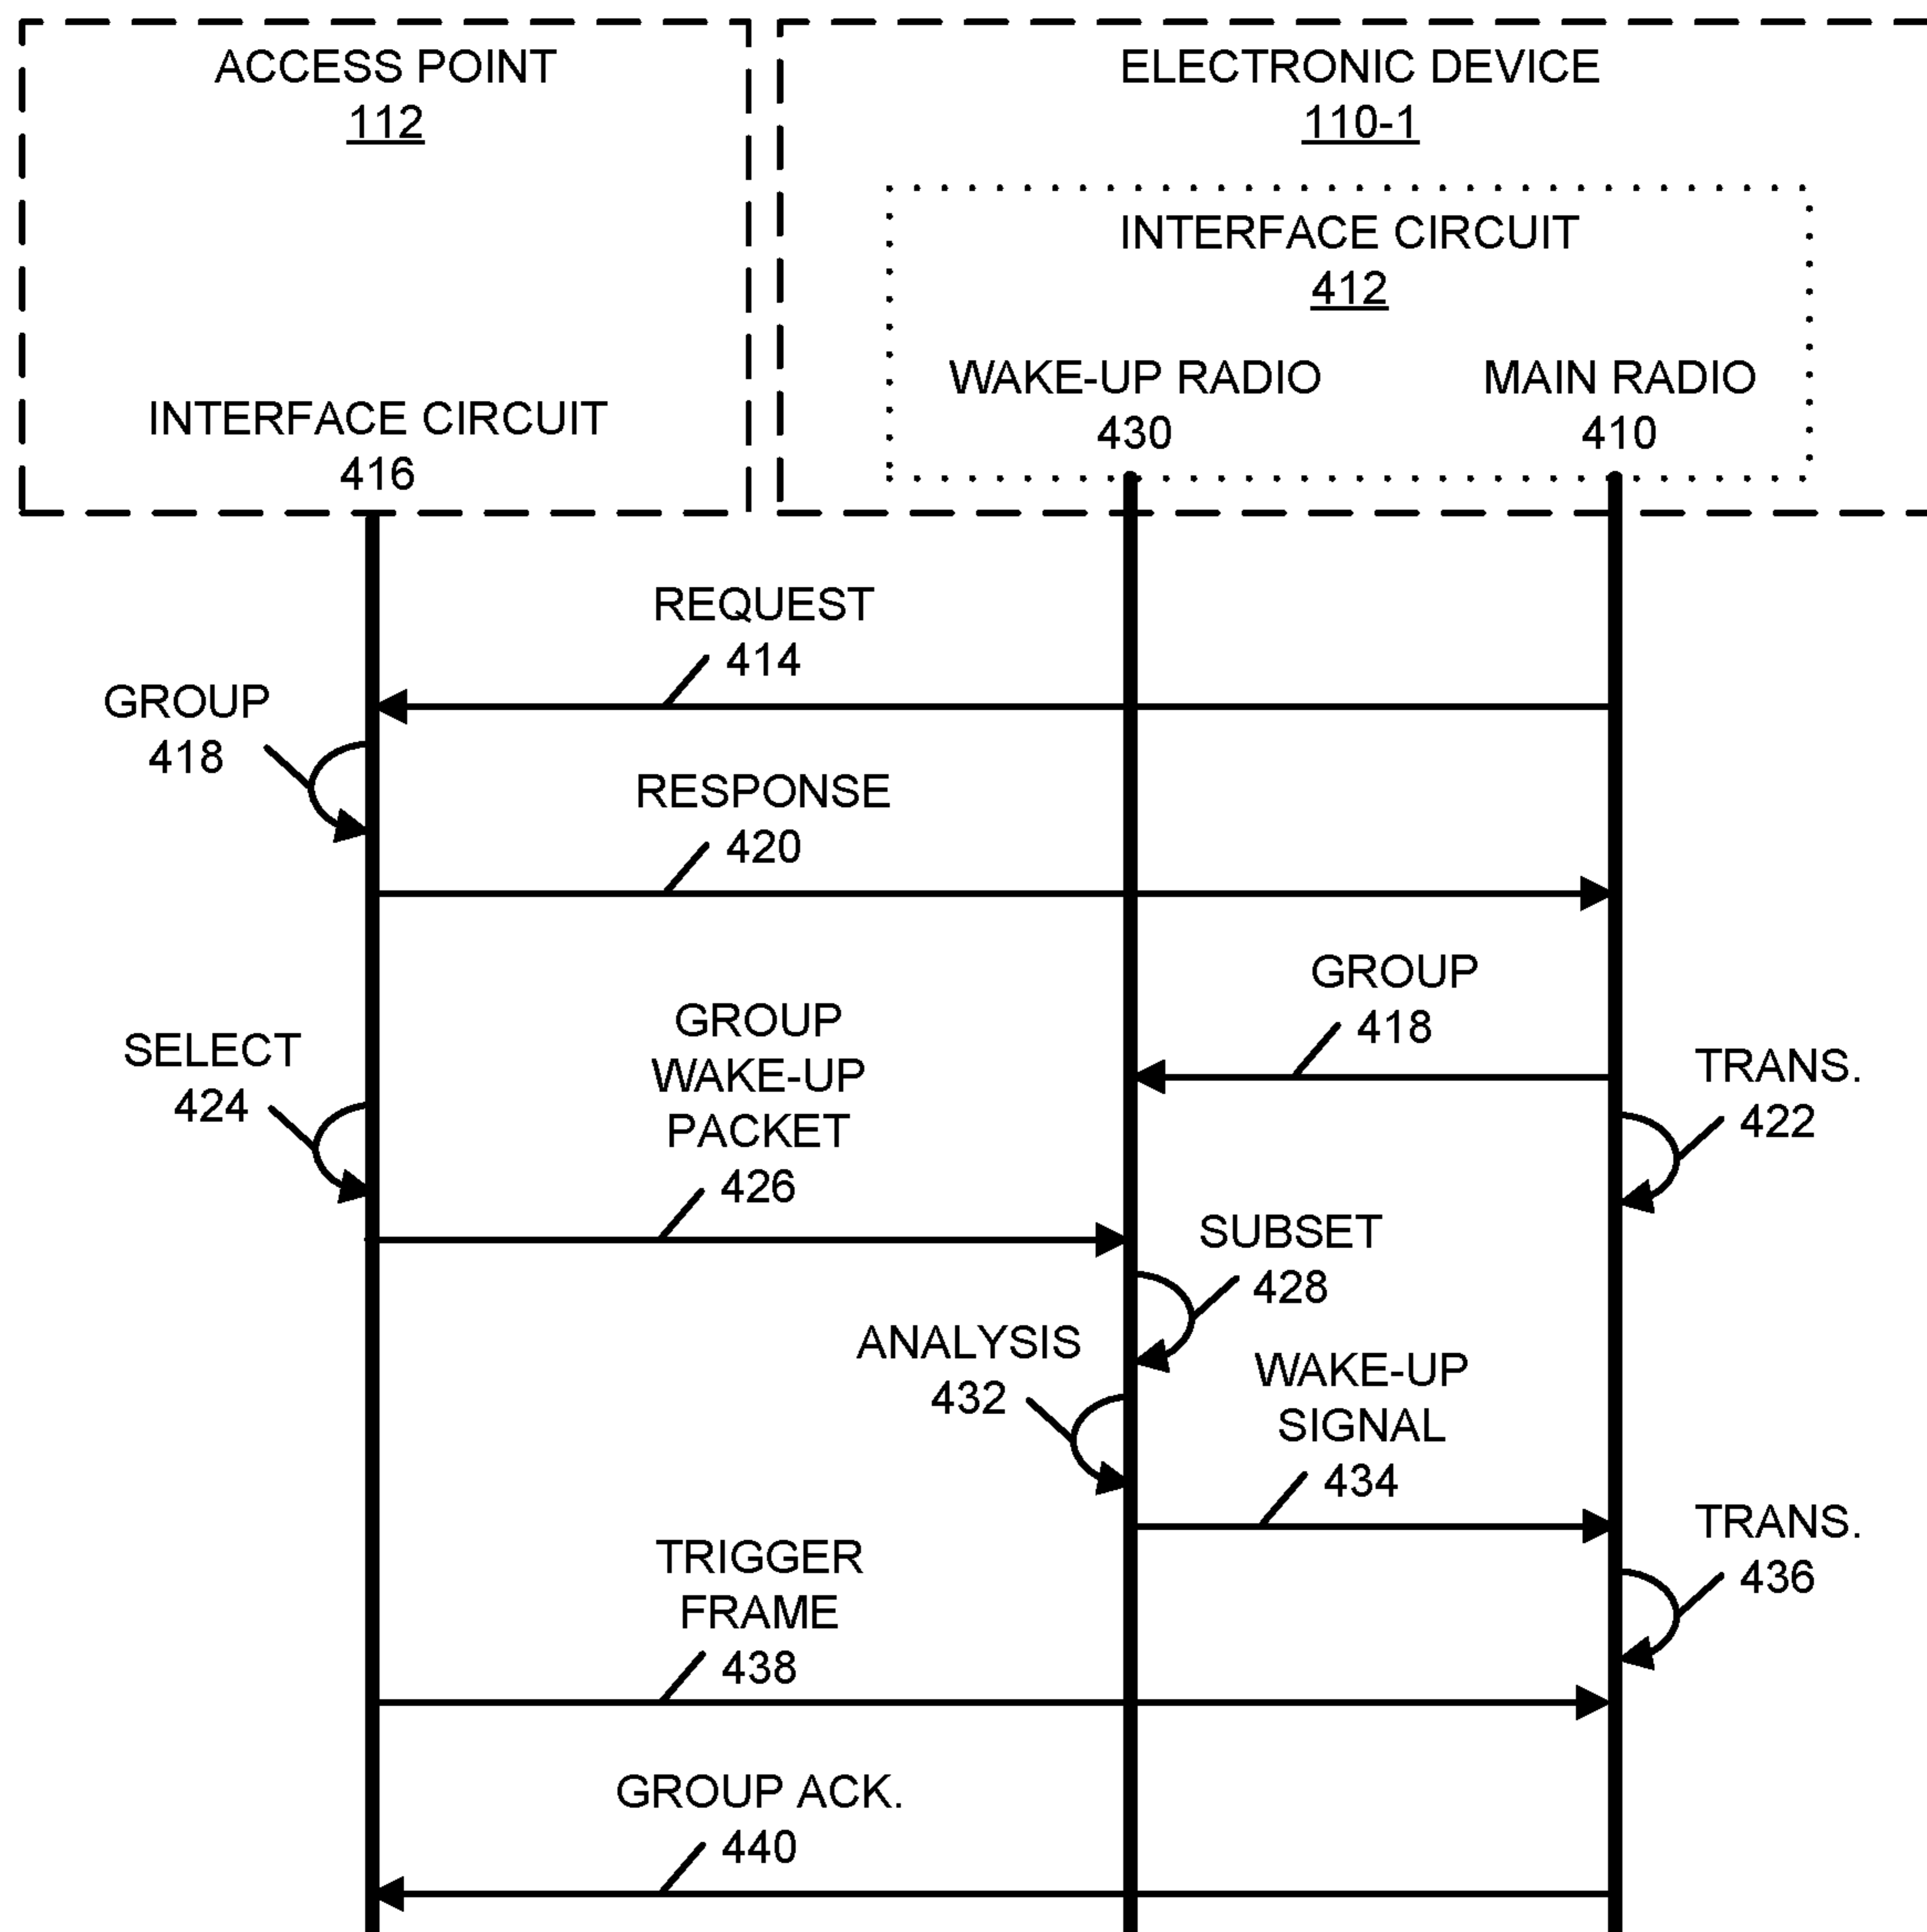 ACCESS POINT
112
INTERFACE CIRCUIT
416
ELECTRONIC DEVICE
110-1
INTERFACE CIRCUIT
412
WAKE-UP RADIO
430
MAIN RADIO
410
REQUEST
414
GROUP
418
RESPONSE
420
GROUP
418
TRANS.
422
SELECT
424
GROUP
WAKE-UP
PACKET
426
SUBSET
428
ANALYSIS
432
WAKE-UP
SIGNAL
434
TRANS.
436
TRIGGER
FRAME
438
GROUP ACK.
440